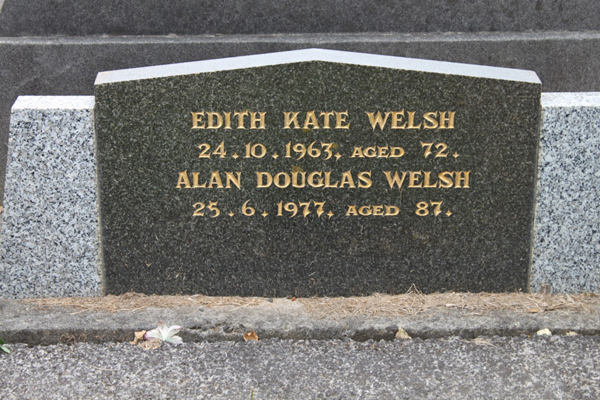 EDITH KATE WELSH
24.10.1963, AGED 72.
ALAN DOUGLAS WELSH
25.6.1977, AGED 87.